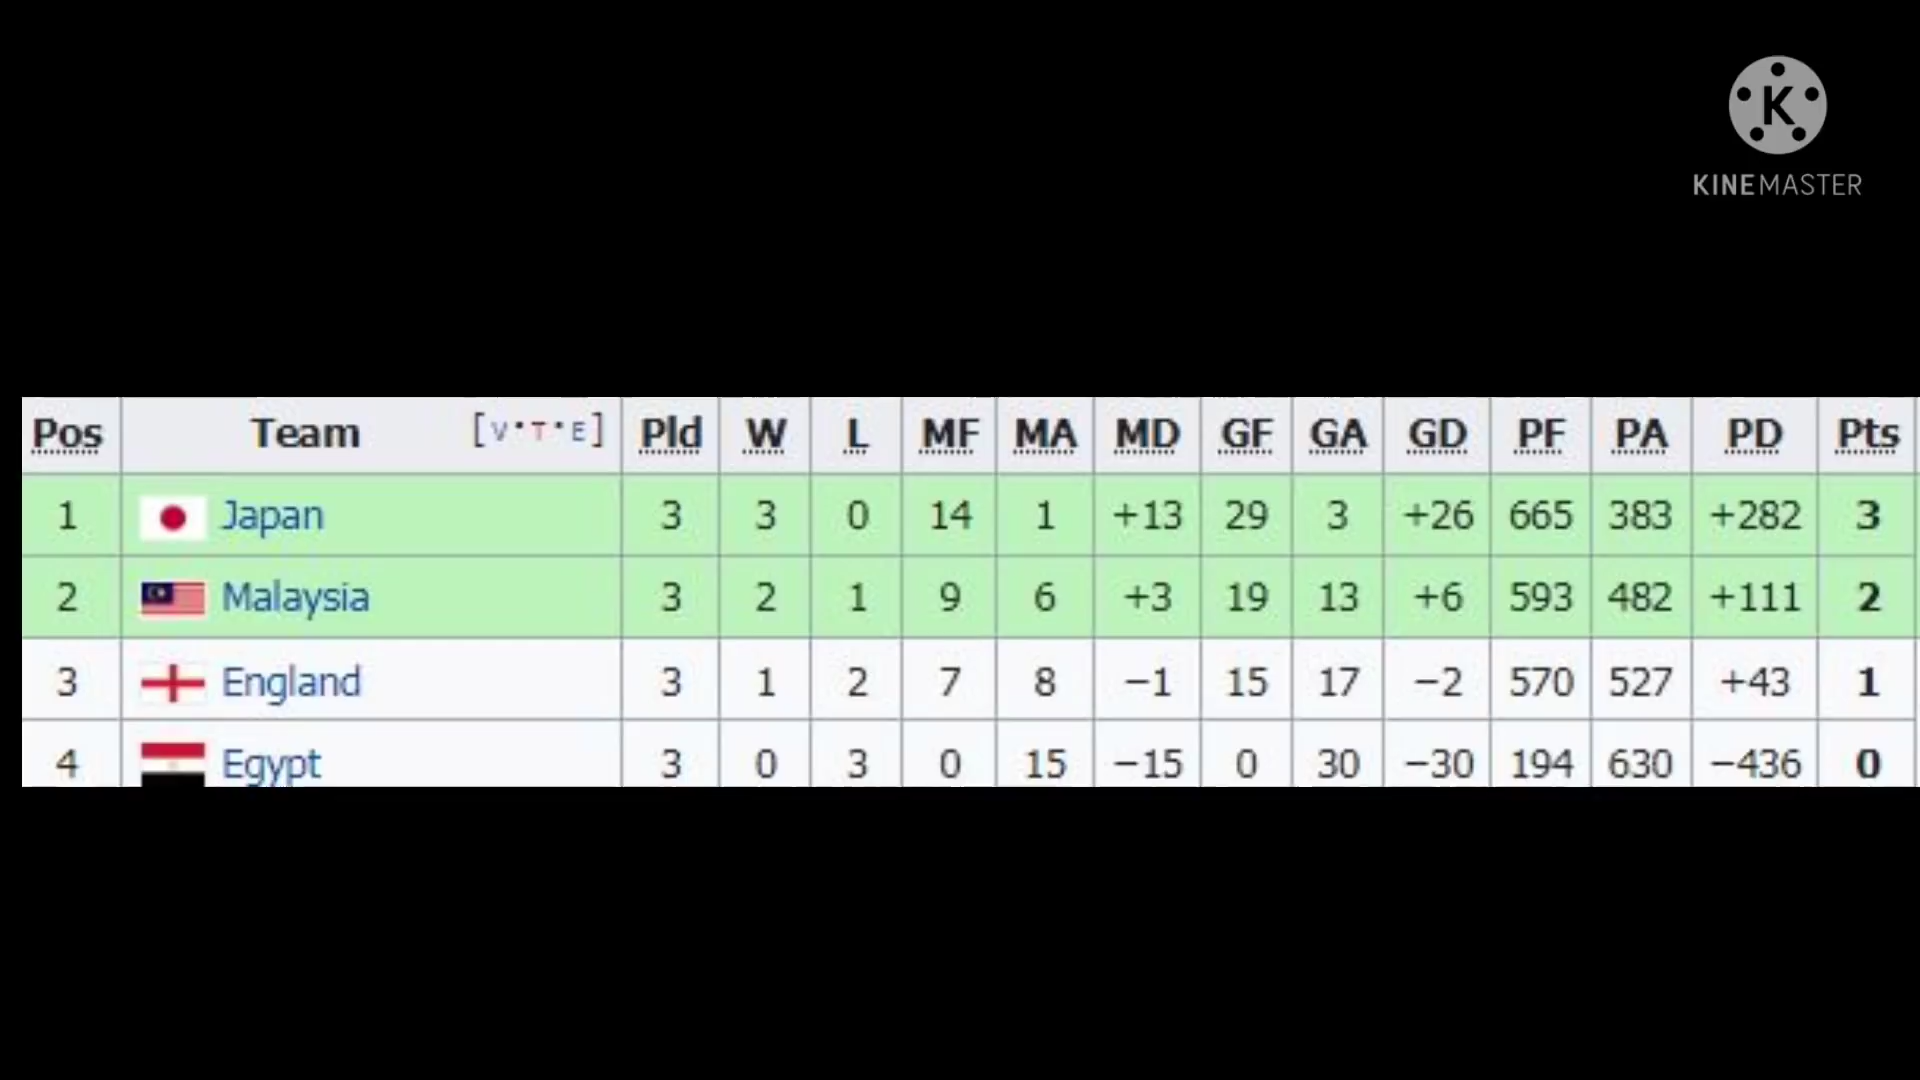 K
KINEMASTER
Pos Team [V·T·E] Pld W L MF MA MD GF GA GD PF PA PD Pts
1 Japan 3 3 0 14 1 +13 29 3 +26 665 383 +282 3
2 Malaysia 3 2 1 9 6 +3 19 13 +6 593 482 +111 2
3 England 3 1 2 7 8 −1 15 17 −2 570 527 +43 1
4 Egypt 3 0 3 0 15 −15 0 30 −30 194 630 −436 0